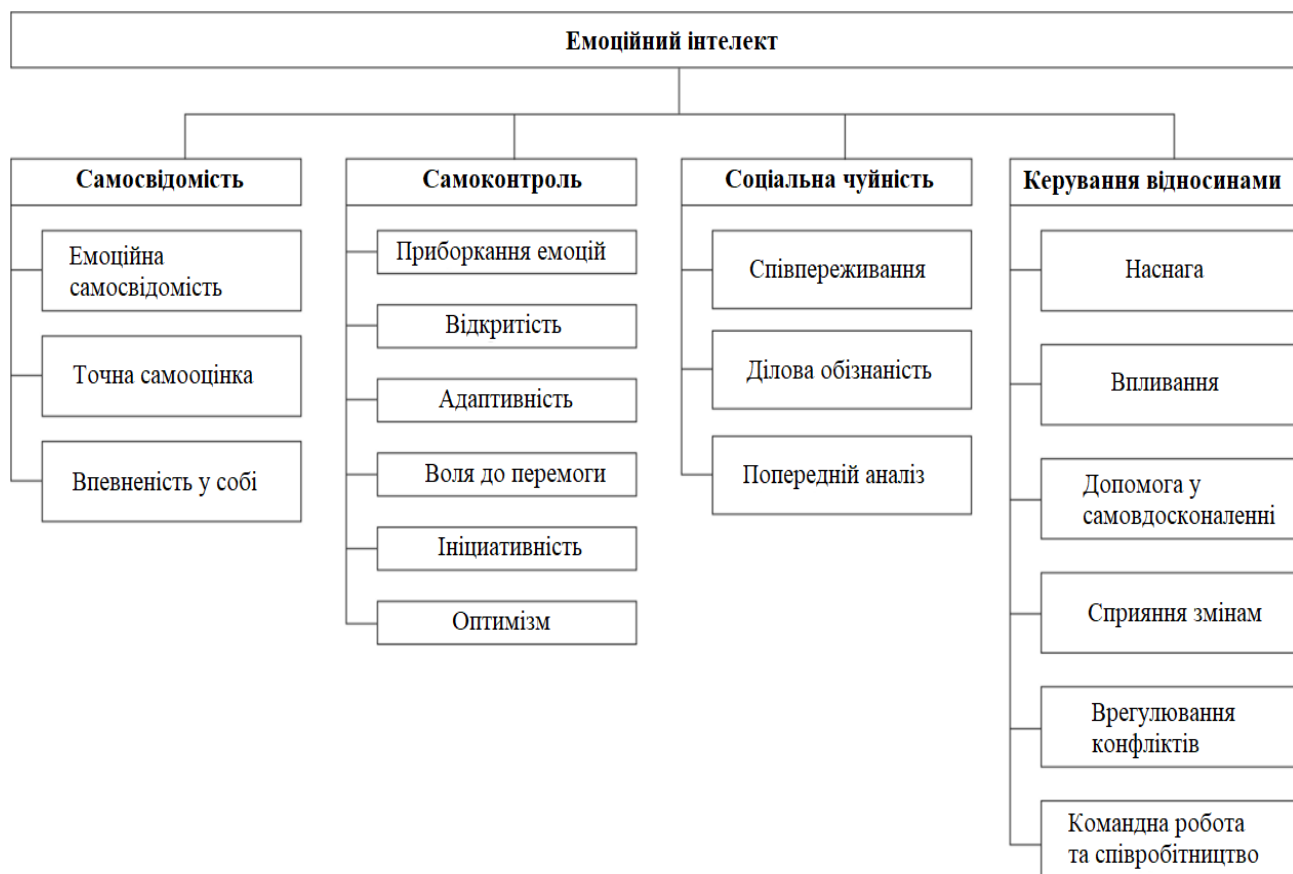 Емоційний інтелект
Самосвідомість
Емоційна
самосвідомість
Точна самооцінка
Впевненість у собі
Самоконтроль
Приборкання емоцій
Відкритість
Адаптивність
Воля до перемоги
Ініциативність
Оптимізм
Соціальна чуйність
Співпереживання
Ділова обізнаність
Попередній аналіз
Керування відносинами
Наснага
Впливання
Допомога у
самовдосконаленні
Сприяння змінам
Врегулювання
конфліктів
Командна робота
та співробітництво